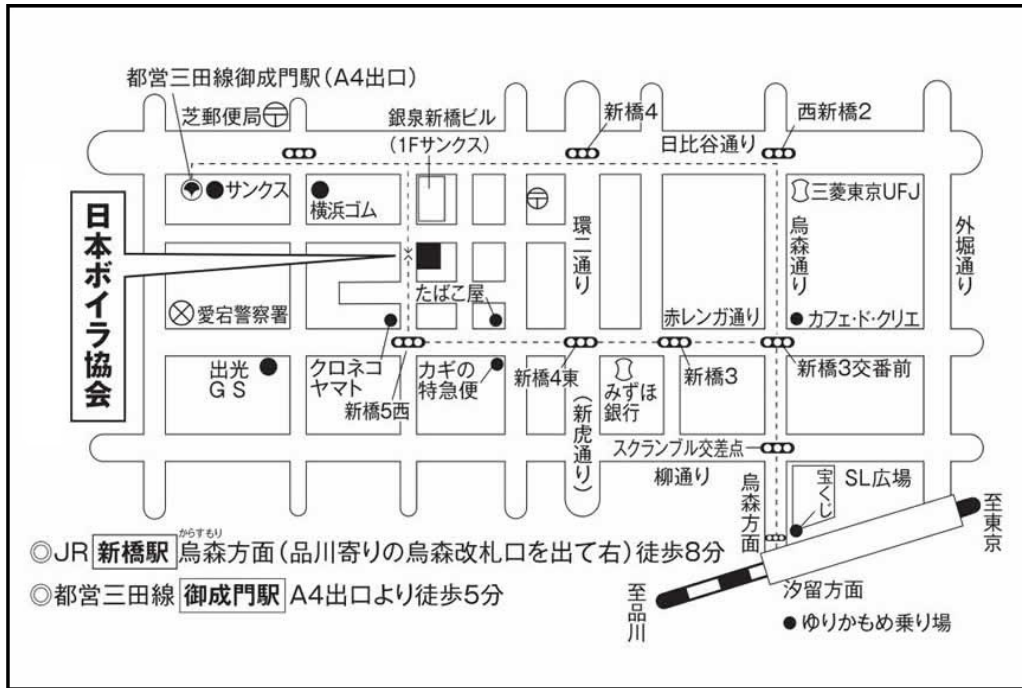 都営三田線御成門駅(A4出口)
芝郵便局
銀泉新橋ビル
(1Fサンクス)
新橋4
日比谷通り
西新橋2
サンクス
横浜ゴム
三菱東京UFJ
環二通り
烏森通り
外堀通り
日本ボイラ協会
たばこ屋
愛宕警察署
赤レンガ通り
カフェ・ド・クリエ
出光
GS
クロネコ
ヤマト
新橋5西
カギの
特急便
新橋4東
みずほ
銀行
新橋3
新橋3交番前
(新虎通り)
スクランブル交差点
柳通り
烏森方面
宝くじ
SL広場
至東京
からすもり
◎JR 新橋駅 烏森方面(品川寄りの烏森改札口を出て右)徒歩8分
◎都営三田線 御成門駅 A4出口より徒歩5分
至品川
汐留方面
●ゆりかもめ乗り場